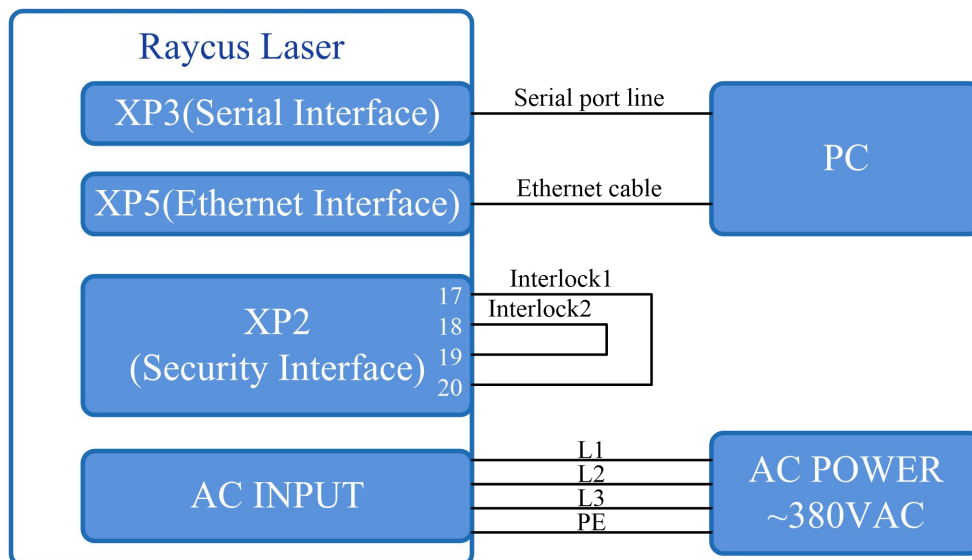 Raycus Laser
XP3(Serial Interface)
Serial port line
PC
XP5(Ethernet Interface)
Ethernet cable
XP2
(Security Interface)
17
18
19
20
Interlock1
Interlock2
AC INPUT
L1
L2
L3
PE
AC POWER
~380VAC